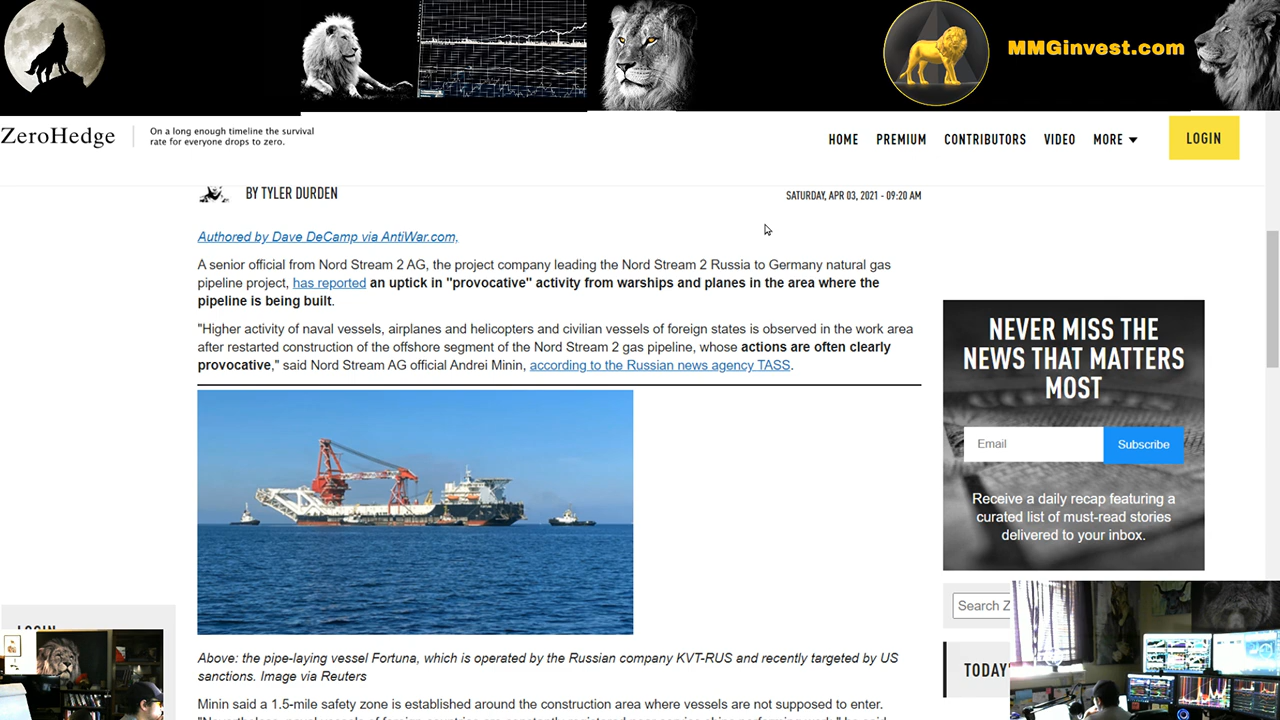 MMGinvest.com
ZeroHedge
On a long enough timeline the survival
rate for everyone drops to zero.
HOME PREMIUM CONTRIBUTORS VIDEO MORE
LOGIN
BY TYLER DURDEN
SATURDAY, APR 03, 2021 - 09:20 AM
Authored by Dave DeCamp via AntiWar.com,
A senior official from Nord Stream 2 AG, the project company leading the Nord Stream 2 Russia to Germany natural gas
pipeline project, has reported an uptick in "provocative" activity from warships and planes in the area where the
pipeline is being built.
"Higher activity of naval vessels, airplanes and helicopters and civilian vessels of foreign states is observed in the work area
after restarted construction of the offshore segment of the Nord Stream 2 gas pipeline, whose actions are often clearly
provocative," said Nord Stream AG official Andrei Minin, according to the Russian news agency TASS.
Above: the pipe-laying vessel Fortuna, which is operated by the Russian company KVT-RUS and recently targeted by US
sanctions. Image via Reuters
Minin said a 1.5-mile safety zone is established around the construction area where vessels are not supposed to enter.
NEVER MISS THE
NEWS THAT MATTERS
MOST
Email
Subscribe
Receive a daily recap featuring a
curated list of must-read stories
delivered to your inbox.
Search Z
TODAY
LOGIN